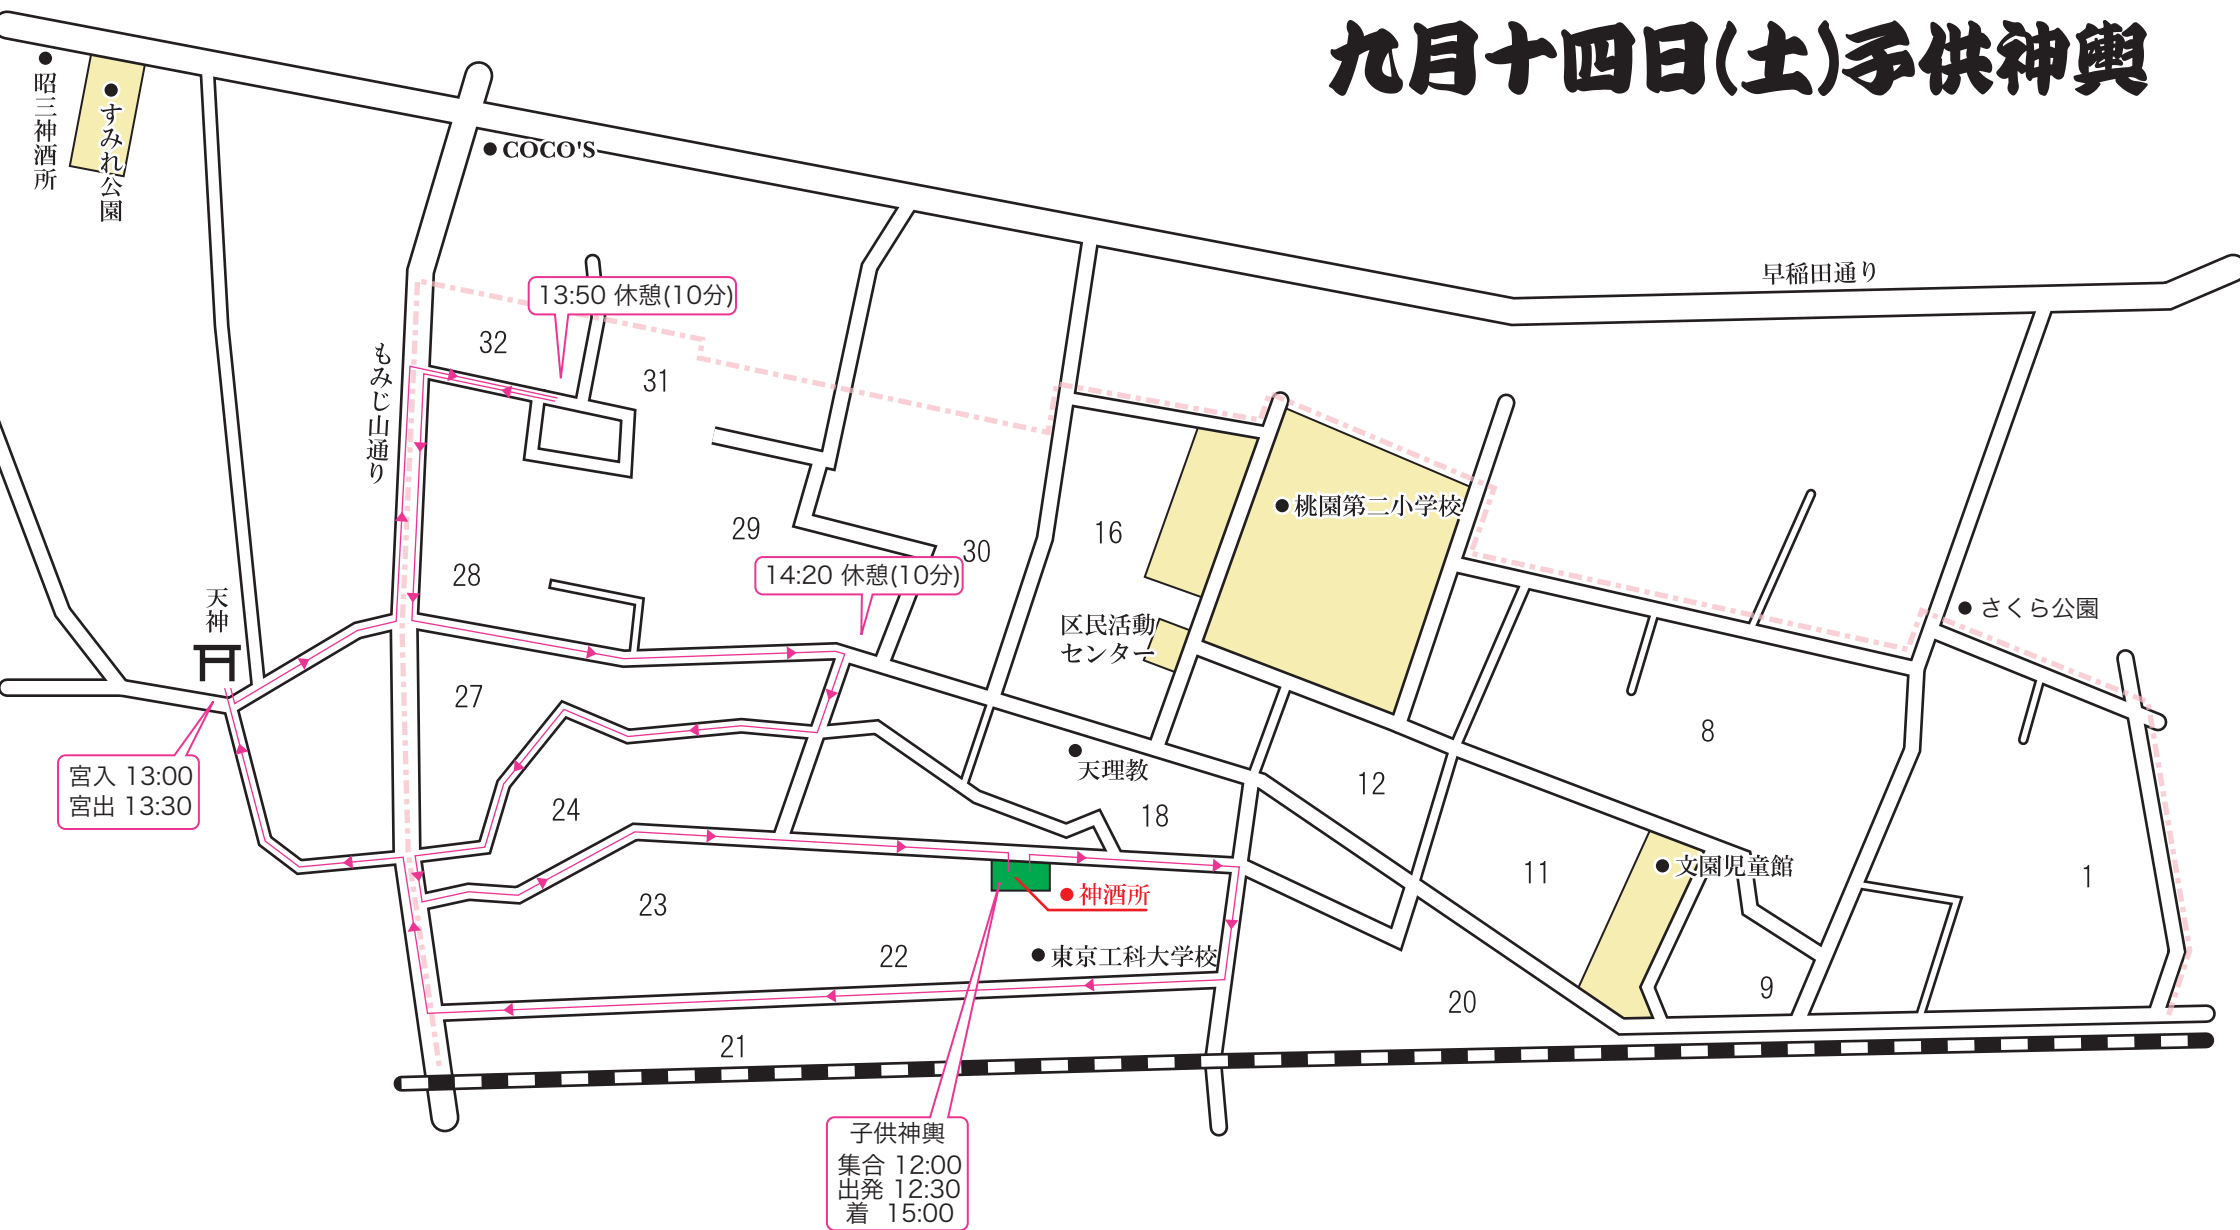 九月十四日(土)子供神輿
昭三神酒所
すみれ公園
COCO'S
早稲田通り
13:50 休憩(10分)
32
31
もみじ山通り
桃園第二小学校
29
30
16
14:20 休憩(10分)
28
天神
区民活動
センター
さくら公園
27
8
天理教
12
宮入 13:00
宮出 13:30
24
18
11
文園児童館
1
23
神酒所
22
東京工科大学校
9
20
21
子供神輿
集合 12:00
出発 12:30
着 15:00